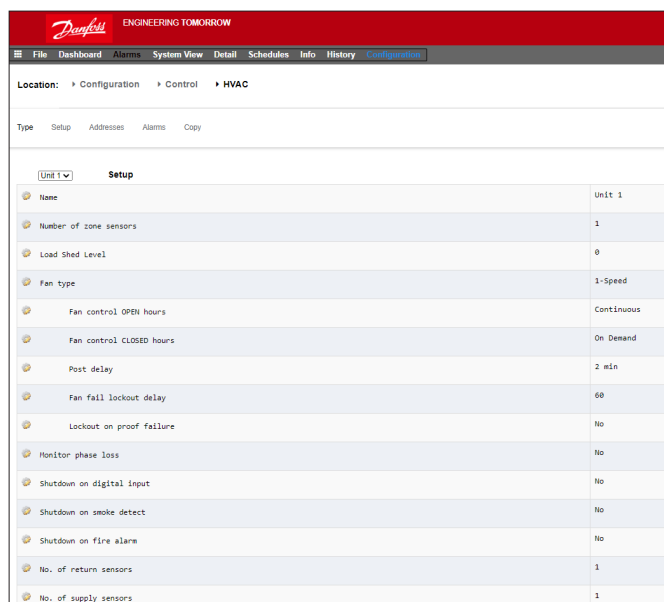 Danfoss ENGINEERING TOMORROW
File Dashboard Alarms System View Detail Schedules Info History Configuration
Location: Configuration Control HVAC
Type Setup Addresses Alarms Copy
Unit 1 Setup
Name Unit 1
Number of zone sensors 1
Load Shed Level 0
Fan type 1-Speed
Fan control OPEN hours Continuous
Fan control CLOSED hours On Demand
Post delay 2 min
Fan fail lockout delay 60
Lockout on proof failure No
Monitor phase loss No
Shutdown on digital input No
Shutdown on smoke detect No
Shutdown on fire alarm No
No. of return sensors 1
No. of supply sensors 1